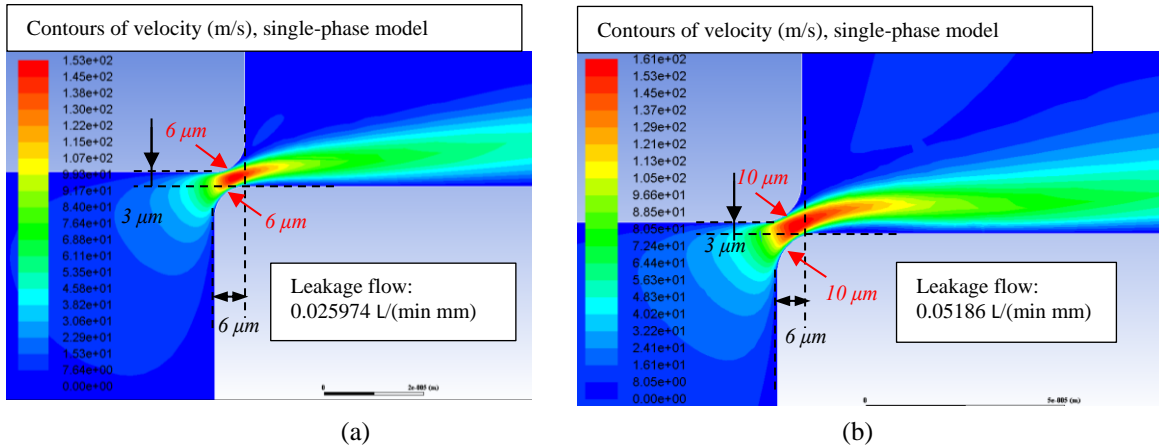 Contours of velocity (m/s), single-phase model
1.53e+02
1.45e+02
1.38e+02
1.30e+02
1.22e+02
1.15e+02
1.07e+02
9.93e+01
9.17e+01
8.41e+01
7.64e+01
6.88e+01
6.11e+01
5.35e+01
4.58e+01
3.82e+01
3.06e+01
2.29e+01
1.53e+01
7.64e+00
0.00e+00
6 μm
3 μm
6 μm
6 μm
Leakage flow:
0.025974 L/(min mm)
0
2e-005 (m)
(a)
Contours of velocity (m/s), single-phase model
1.61e+02
1.53e+02
1.45e+02
1.37e+02
1.29e+02
1.21e+02
1.13e+02
1.05e+02
9.66e+01
8.85e+01
8.05e+01
7.24e+01
6.44e+01
5.63e+01
4.83e+01
4.02e+01
3.22e+01
2.41e+01
1.61e+01
8.05e+00
0.00e+00
10 μm
3 μm
10 μm
6 μm
Leakage flow:
0.05186 L/(min mm)
0
5e-005 (m)
(b)